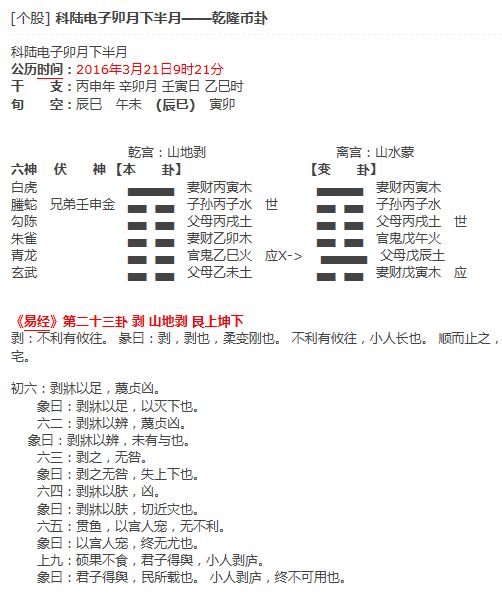 [个股] 科陆电子卯月下半月——乾隆币卦
科陆电子卯月下半月
公历时间：2016年3月21日9时21分
干　　支：丙申年 辛卯月 壬寅日 乙巳时
旬　　空：辰巳　午未　(辰巳)　寅卯
乾宫：山地剥　　离宫：山水蒙
六神　伏　　神 【本　　卦】　　【变　　卦】
白虎　妻财丙寅木　　妻财丙寅木
螣蛇　兄弟壬申金　子孙丙子水　世　　子孙丙子水
勾陈　父母丙戌土　　父母丙戌土　世
朱雀　妻财乙卯木　　官鬼戊午火
青龙　官鬼乙巳火　应X->　　父母戊辰土
玄武　父母乙未土　　妻财戊寅木　应
《易经》第二十三卦 剥 山地剥 艮上坤下
剥：不利有攸往。 彖曰：剥，剥也，柔变刚也。 不利有攸往，小人长也。 顺而止之，
宅。
初六：剥牀以足，蔑贞凶。
象曰：剥牀以足，以灭下也。
六二：剥牀以辨，蔑贞凶。
象曰：剥牀以辨，未有与也。
六三：剥之，无咎。
象曰：剥之无咎，失上下也。
六四：剥牀以肤，凶。
象曰：剥牀以肤，切近灾也。
六五：贯鱼，以宫人宠，无不利。
象曰：以宫人宠，终无尤也。
上九：硕果不食，君子得舆，小人剥庐。
象曰：君子得舆，民所载也。 小人剥庐，终不可用也。